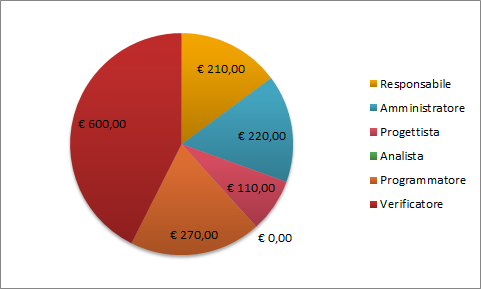 € 210,00
€ 220,00
€ 110,00
€ 0,00
€ 270,00
€ 600,00
Responsabile
Amministratore
Progettista
Analista
Programmatore
Verificatore